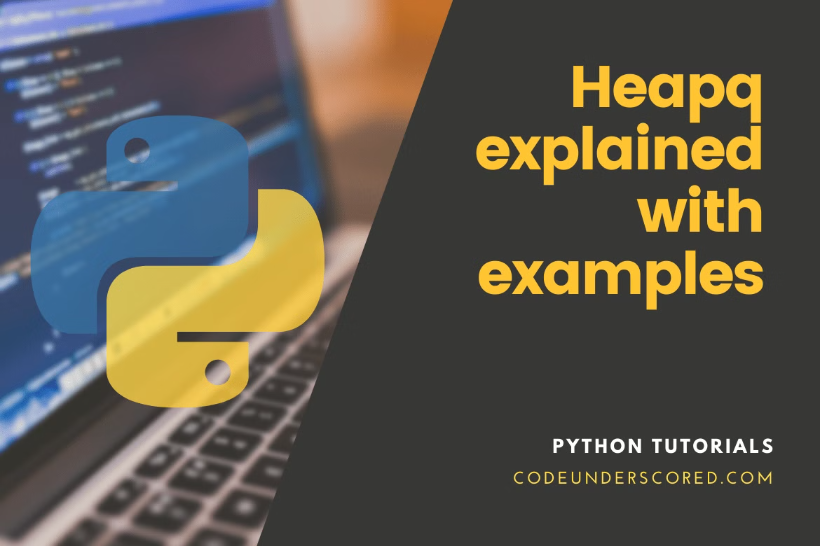 Heapq
explained
with
examples
PYTHON TUTORIALS
CODEUNDERSCORED.COM